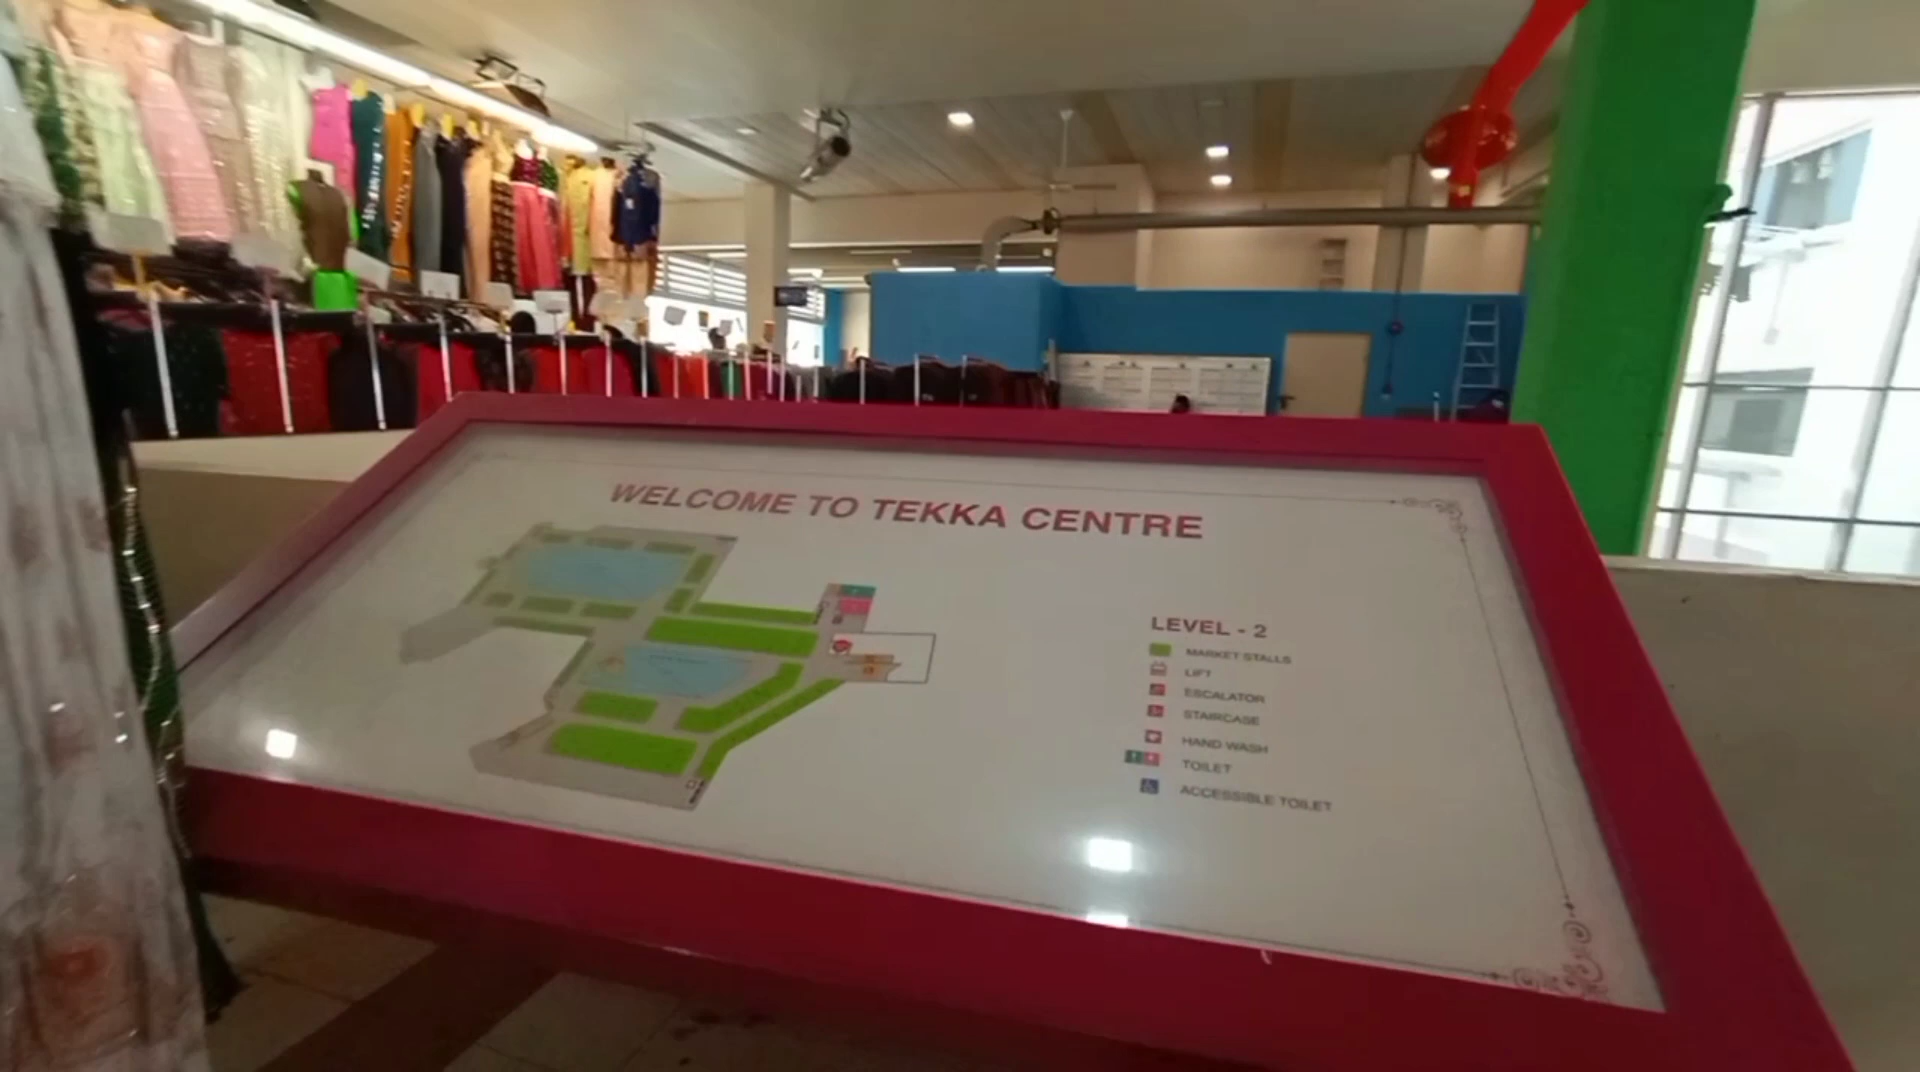 WELCOME TO TEKKA CENTRE
LEVEL - 2
MARKET STALLS
LIFT
ESCALATOR
STAIRCASE
HAND WASH
TOILET
ACCESSIBLE TOILET